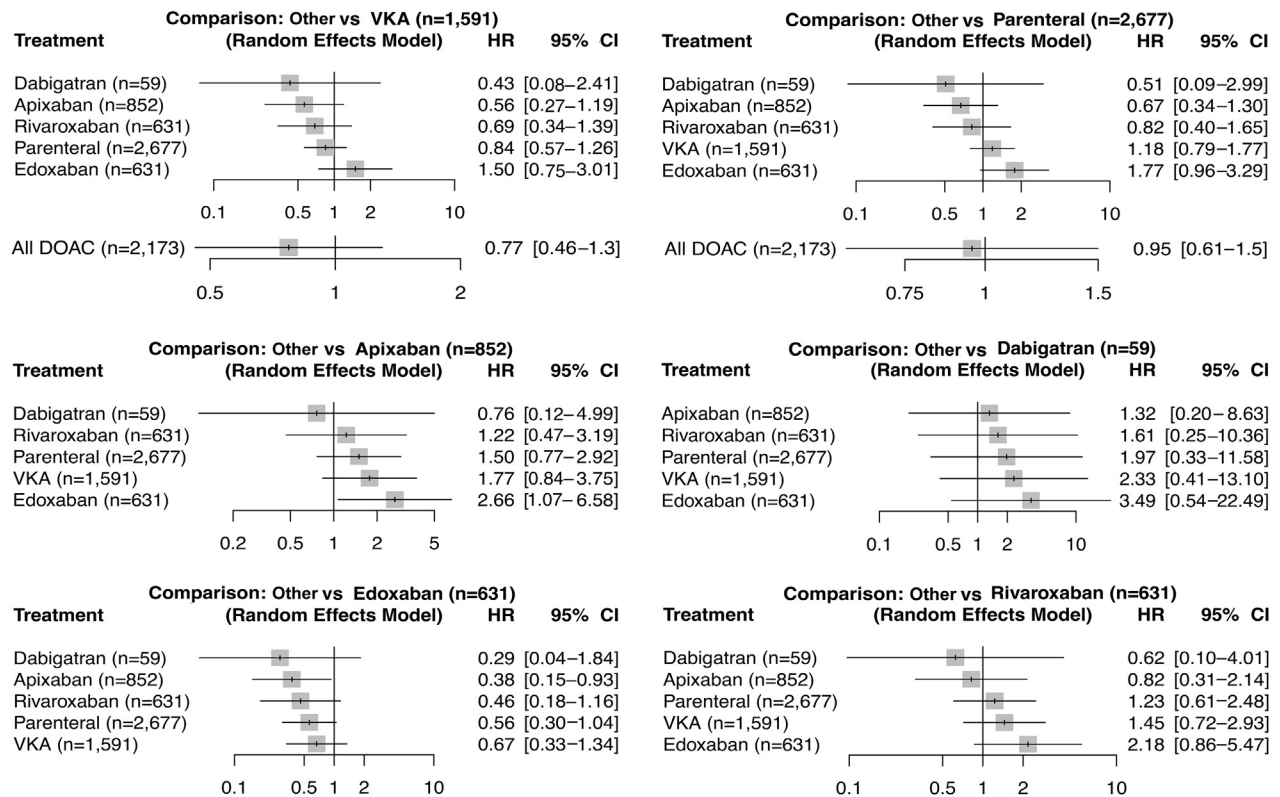 Comparison: Other vs VKA (n=1,591)
Treatment (Random Effects Model) HR 95% CI
Dabigatran (n=59) 0.43 [0.08–2.41]
Apixaban (n=852) 0.56 [0.27–1.19]
Rivaroxaban (n=631) 0.69 [0.34–1.39]
Parenteral (n=2,677) 0.84 [0.57–1.26]
Edoxaban (n=631) 1.50 [0.75–3.01]
0.1 0.5 1 2 10
All DOAC (n=2,173) 0.77 [0.46–1.3]
0.5 1 2
Comparison: Other vs Parenteral (n=2,677)
Treatment (Random Effects Model) HR 95% CI
Dabigatran (n=59) 0.51 [0.09–2.99]
Apixaban (n=852) 0.67 [0.34–1.30]
Rivaroxaban (n=631) 0.82 [0.40–1.65]
VKA (n=1,591) 1.18 [0.79–1.77]
Edoxaban (n=631) 1.77 [0.96–3.29]
0.1 0.5 1 2 10
All DOAC (n=2,173) 0.95 [0.61–1.5]
0.75 1 1.5
Comparison: Other vs Apixaban (n=852)
Treatment (Random Effects Model) HR 95% CI
Dabigatran (n=59) 0.76 [0.12–4.99]
Rivaroxaban (n=631) 1.22 [0.47–3.19]
Parenteral (n=2,677) 1.50 [0.77–2.92]
VKA (n=1,591) 1.77 [0.84–3.75]
Edoxaban (n=631) 2.66 [1.07–6.58]
0.2 0.5 1 2 5
Comparison: Other vs Dabigatran (n=59)
Treatment (Random Effects Model) HR 95% CI
Apixaban (n=852) 1.32 [0.20–8.63]
Rivaroxaban (n=631) 1.61 [0.25–10.36]
Parenteral (n=2,677) 1.97 [0.33–11.58]
VKA (n=1,591) 2.33 [0.41–13.10]
Edoxaban (n=631) 3.49 [0.54–22.49]
0.1 0.5 1 2 10
Comparison: Other vs Edoxaban (n=631)
Treatment (Random Effects Model) HR 95% CI
Dabigatran (n=59) 0.29 [0.04–1.84]
Apixaban (n=852) 0.38 [0.15–0.93]
Rivaroxaban (n=631) 0.46 [0.18–1.16]
Parenteral (n=2,677) 0.56 [0.30–1.04]
VKA (n=1,591) 0.67 [0.33–1.34]
0.1 0.5 1 2 10
Comparison: Other vs Rivaroxaban (n=631)
Treatment (Random Effects Model) HR 95% CI
Dabigatran (n=59) 0.62 [0.10–4.01]
Apixaban (n=852) 0.82 [0.31–2.14]
Parenteral (n=2,677) 1.23 [0.61–2.48]
VKA (n=1,591) 1.45 [0.72–2.93]
Edoxaban (n=631) 2.18 [0.86–5.47]
0.1 0.5 1 2 10